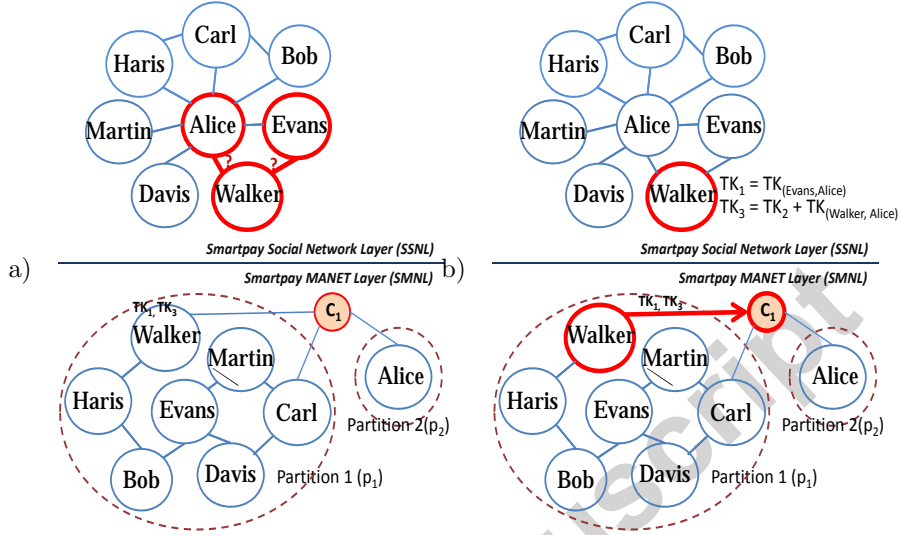 Carl
Bob
Haris
Martin
Alice
Evans
?
?
Davis
Walker
Smartpay Social Network Layer (SSNL)
a)
Smartpay MANET Layer (SMNL)
TK1, TK3
C1
Walker
Martin
Alice
Haris
Evans
Carl
Partition 2(p2)
Bob
Davis
Partition 1 (p1)
Carl
Bob
Haris
Martin
Alice
Evans
Davis
Walker
TK1 = TK(Evans,Alice)
TK3 = TK2 + TK(Walker, Alice)
Smartpay Social Network Layer (SSNL)
b)
Smartpay MANET Layer (SMNL)
TK1, TK3
C1
Walker
Martin
Alice
Haris
Evans
Carl
Partition 2(p2)
Bob
Davis
Partition 1 (p1)
uscript